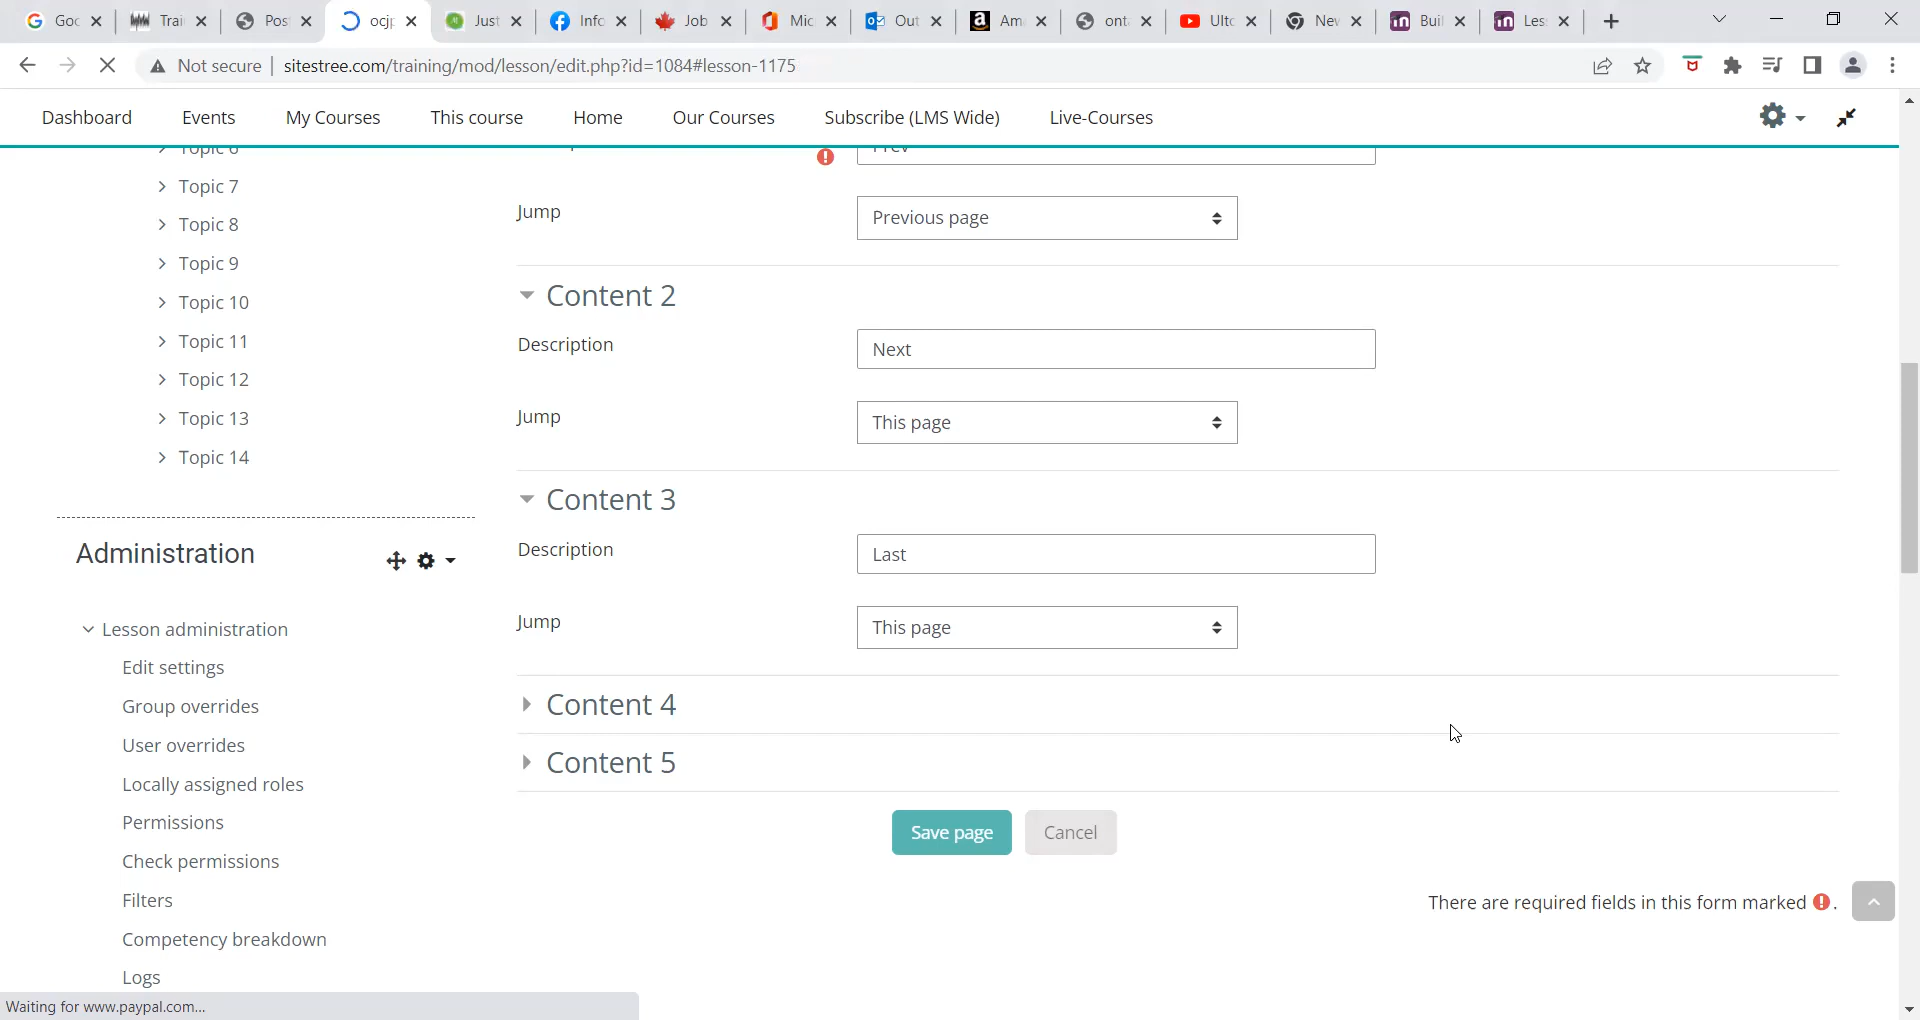 Goc
Trai
Pos
ocjp
Just
Info
Job
Mic
Out
Am
ont
Ultc
Nev
Buil
Les
Not secure
sitestree.com/training/mod/lesson/edit.php?id=1084#lesson-1175
Dashboard
Events
My Courses
This course
Home
Our Courses
Subscribe (LMS Wide)
Live-Courses
Topic 6
Topic 7
Topic 8
Topic 9
Topic 10
Topic 11
Topic 12
Topic 13
Topic 14
Administration
Lesson administration
Edit settings
Group overrides
User overrides
Locally assigned roles
Permissions
Check permissions
Filters
Competency breakdown
Logs
Prev
Jump
Previous page
Content 2
Description
Next
Jump
This page
Content 3
Description
Last
Jump
This page
Content 4
Content 5
Save page
Cancel
There are required fields in this form marked !.
Waiting for www.paypal.com...